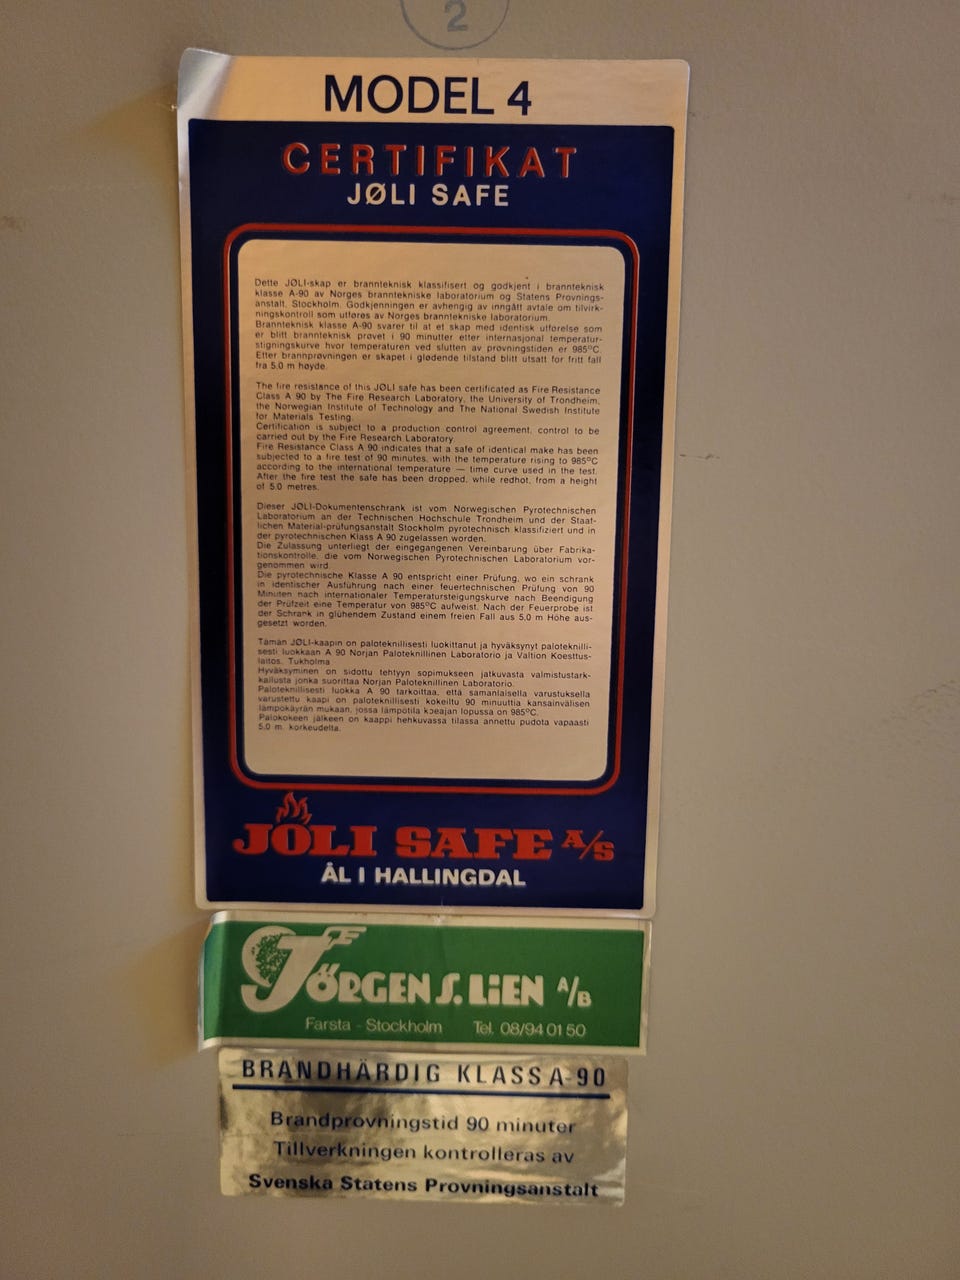 2
MODEL 4
CERTIFIKAT
JØLI SAFE
Dette JØLI-skap er brannteknisk klassifisert og godkjent i brannteknisk
klasse A-90 av Norges branntekniske laboratorium og Statens Provnings-
anstalt, Stockholm. Godkjenningen er avhengig av inngått avtale om tilvirk-
ningskontroll som utføres av Norges branntekniske laboratorium.
Brannteknisk klasse A-90 svarer til at et skap med identisk utførelse som
er blitt brannteknisk prøvet i 90 minutter etter internasjonal temperatur-
stigningskurve hvor temperaturen ved slutten av prøvningstiden er 985°C.
Etter brannprøvningen er skapet i glødende tilstand blitt utsatt for fritt fall
fra 5,0 m høyde.
The fire resistance of this JØLI safe has been certificated as Fire Resistance
Class A 90 by The Fire Research Laboratory, the University of Trondheim,
the Norwegian Institute of Technology and The National Swedish Institute
for Materials Testing.
Certification is subject to a production control agreement, control to be
carried out by the Fire Research Laboratory.
Fire Resistance Class A 90 indicates that a safe of identical make has been
subjected to a fire test of 90 minutes, with the temperature rising to 985°C
according to the international temperature — time curve used in the test.
After the fire test the safe has been dropped, while redhot, from a height
of 5.0 metres.
Dieser JØLI-Dokumentenschrank ist vom Norwegischen Pyrotechnischen
Laboratorium an der Technischen Hochschule Trondheim und der Staat-
lichen Material-prüfungsanstalt Stockholm pyrotechnisch klassifiziert und in
der pyrotechnischen Klass A 90 zugelassen worden.
Die Zulassung unterliegt der eingegangenen Vereinbarung über Fabrika-
tionskontrolle, die vom Norwegischen Pyrotechnischen Laboratorium vor-
genommen wird.
Die pyrotechnische Klasse A 90 entspricht einer Prüfung, wo ein schrank
in identischer Ausführung nach einer feuertechnischen Prüfung von 90
Minuten nach internationaler Temperatursteigungskurve nach Beendigung
der Prüfzeit eine Temperatur von 985°C aufweist. Nach der Feuerprobe ist
der Schrank in glühendem Zustand einem freien Fall aus 5,0 m Höhe aus-
gesetzt worden.
Tämän JØLI-kaapin on paloteknillisesti luokittanut ja hyväksynyt paloteknilli-
sesti luokkaan A 90 Norjan Paloteknillinen Laboratorio ja Valtion Koestus-
laitos, Tukholma.
Hyväksyminen on sidottu tehtyyn sopimukseen jatkuvasta valmistustark-
kailusta jonka suorittaa Norjan Paloteknillinen Laboratorio.
Paloteknillisesti luokka A 90 tarkoittaa, että samanlaisella varustuksella
varustettu kaapi on paloteknillisesti kokeiltu 90 minuuttia kansainvälisen
lämpökäyrän mukaan, jossa lämpötila koeajan lopussa on 985°C.
Palokokeen jälkeen on kaappi hehkuvassa tilassa annettu pudota vapaasti
5,0 m. korkeudelta.
JØLI SAFE A/S
ÅL I HALLINGDAL
JÖRGEN S. LIEN A/B
Farsta - Stockholm Tel. 08/94 01 50
BRANDHÄRDIG KLASS A-90
Brandprovningstid 90 minuter
Tillverkningen kontrolleras av
Svenska Statens Provningsanstalt